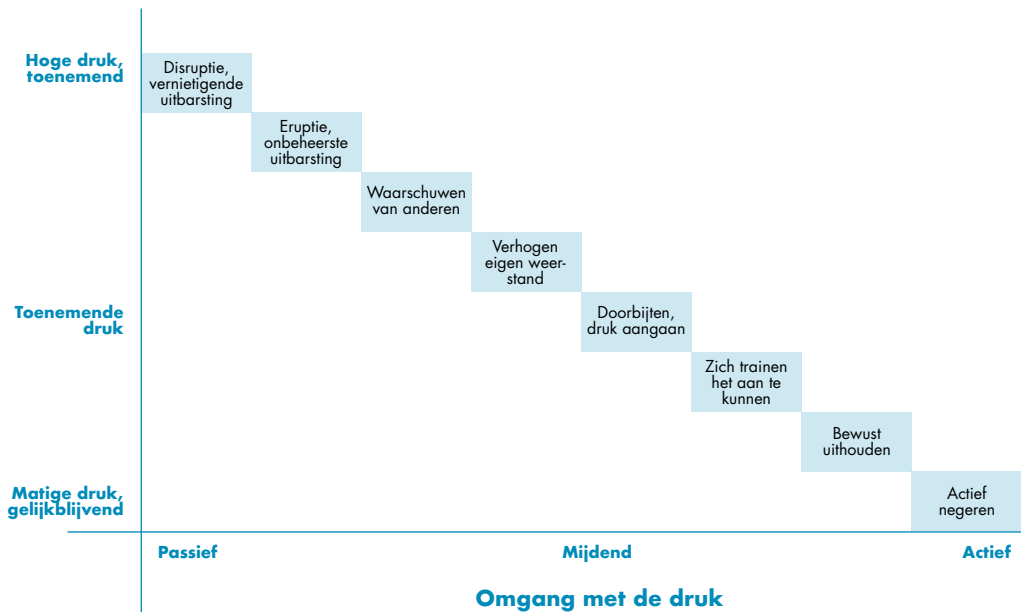 Hoge druk,
toenemend
Disruptie,
vernietigende
uitbarsting
Eruptie,
onbeheerste
uitbarsting
Waarschuwen
van anderen
Verhogen
eigen weer-
stand
Toenemende
druk
Doorbijten,
druk aangaan
Zich trainen
het aan te
kunnen
Bewust
uithouden
Matige druk,
gelijkblijvend
Actief
negeren
Passief
Mijdend
Actief
Omgang met de druk